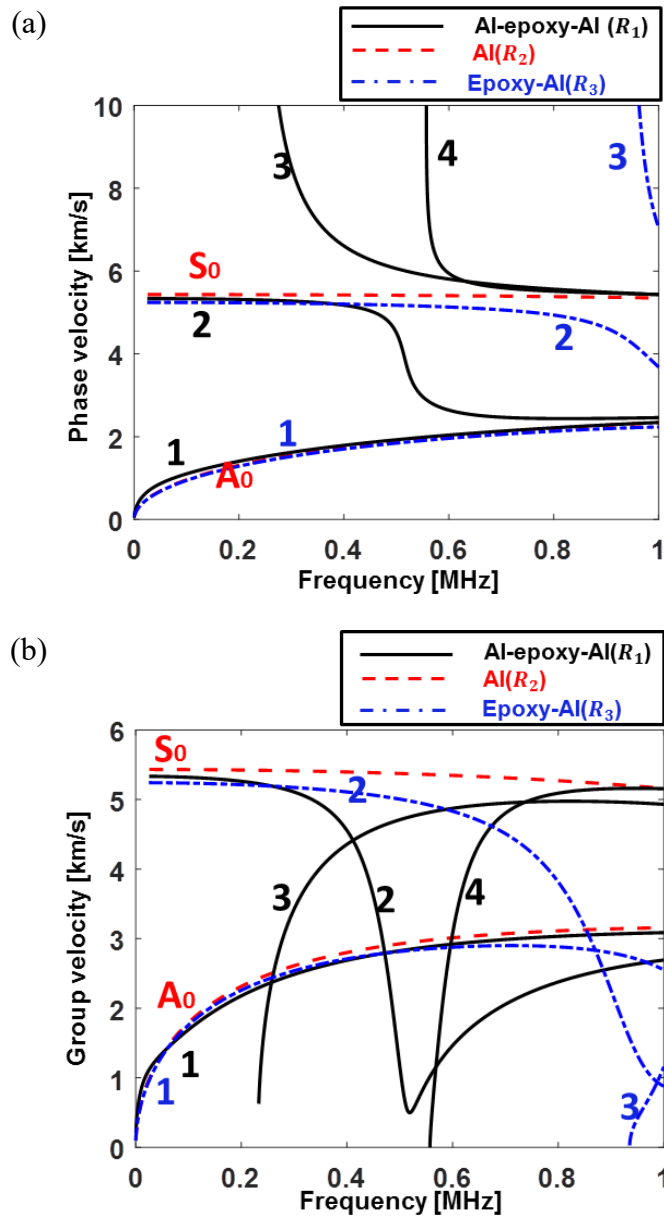 (a)
Al-epoxy-Al (R₁)
Al(R₂)
Epoxy-Al(R₃)
Phase velocity [km/s]
10
8
6
4
2
0
3
4
3
S₀
2
2
1
1
A₀
0
0.2
0.4
0.6
0.8
1
Frequency [MHz]
(b)
Al-epoxy-Al(R₁)
Al(R₂)
Epoxy-Al(R₃)
Group velocity [km/s]
6
5
4
3
2
1
0
S₀
2
3
2
4
A₀
1
1
3
0
0.2
0.4
0.6
0.8
1
Frequency [MHz]